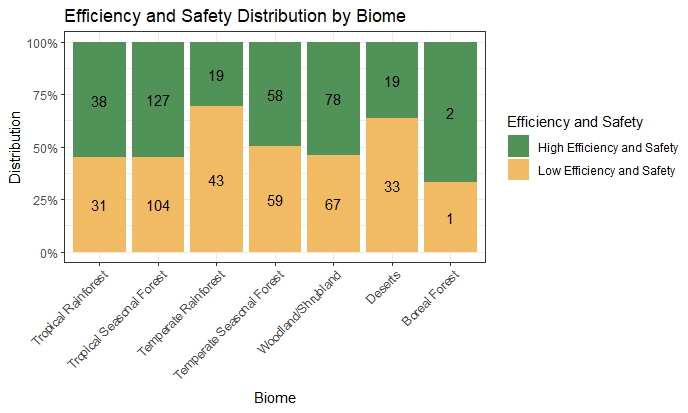 Efficiency and Safety Distribution by Biome
100%
75%
50%
25%
0%
Distribution
38
127
19
58
78
19
2
31
104
43
59
67
33
1
Tropical Rainforest
Tropical Seasonal Forest
Temperate Rainforest
Temperate Seasonal Forest
Woodland/Shrubland
Deserts
Boreal Forest
Biome
Efficiency and Safety
High Efficiency and Safety
Low Efficiency and Safety